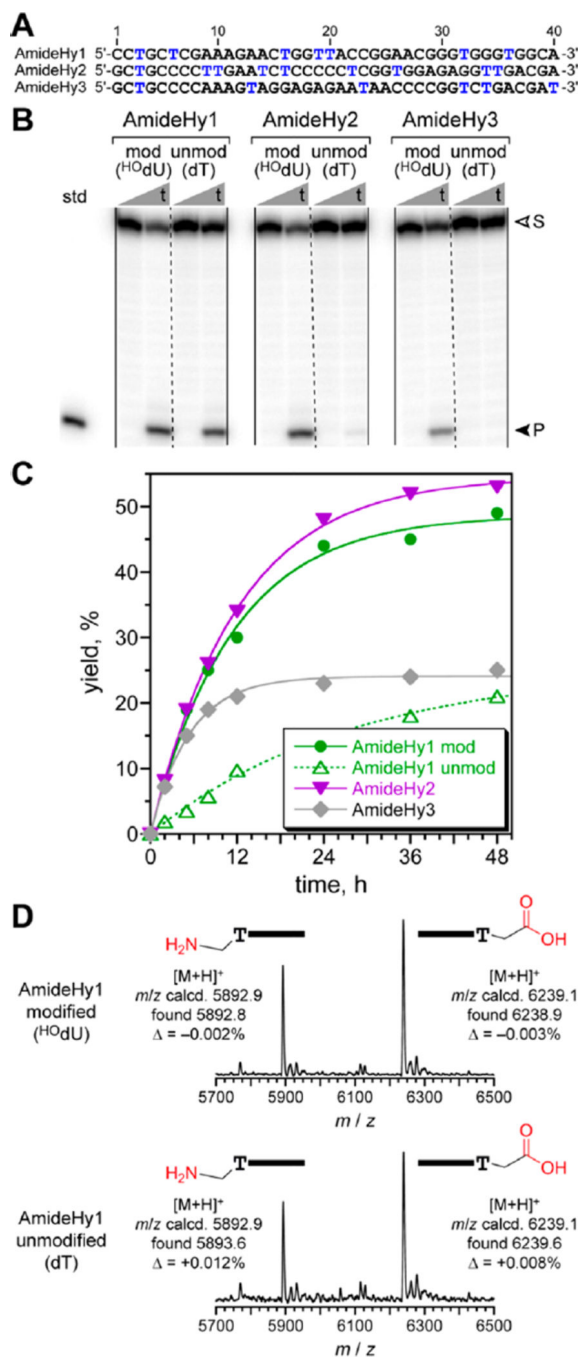 A
1 10 20 30 40
AmideHy1 5'-CCTGCTCGAAAGAACTGGTTACCGGAACGGGTGGGTGGCA-3'
AmideHy2 5'-GCTGCCCCTTGAATCTCCCCCTCGGTGGAGAGGTTGACGA-3'
AmideHy3 5'-GCTGCCCCAAAGTAGGAGAGAATAACCCCGGTCTGACGAT-3'
B
AmideHy1 AmideHy2 AmideHy3
mod unmod mod unmod mod unmod
(HOdU) (dT) (HOdU) (dT) (HOdU) (dT)
std t t t t t t
S
P
C
yield, %
50
40
30
20
10
0
AmideHy1 mod
AmideHy1 unmod
AmideHy2
AmideHy3
0 12 24 36 48
time, h
D
AmideHy1
modified
(HOdU)
H2N T
T O OH
[M+H]+
m/z calcd. 5892.9
found 5892.8
Δ = –0.002%
[M+H]+
m/z calcd. 6239.1
found 6238.9
Δ = –0.003%
5700 5900 6100 6300 6500
m / z
AmideHy1
unmodified
(dT)
H2N T
T O OH
[M+H]+
m/z calcd. 5892.9
found 5893.6
Δ = +0.012%
[M+H]+
m/z calcd. 6239.1
found 6239.6
Δ = +0.008%
5700 5900 6100 6300 6500
m / z